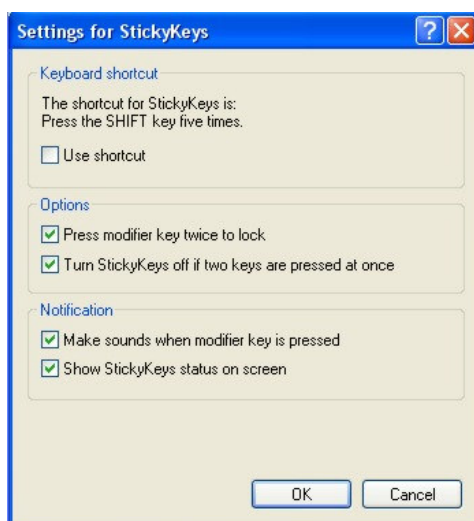 Settings for StickyKeys
Keyboard shortcut
The shortcut for StickyKeys is:
Press the SHIFT key five times.
Use shortcut
Options
Press modifier key twice to lock
Turn StickyKeys off if two keys are pressed at once
Notification
Make sounds when modifier key is pressed
Show StickyKeys status on screen
OK Cancel